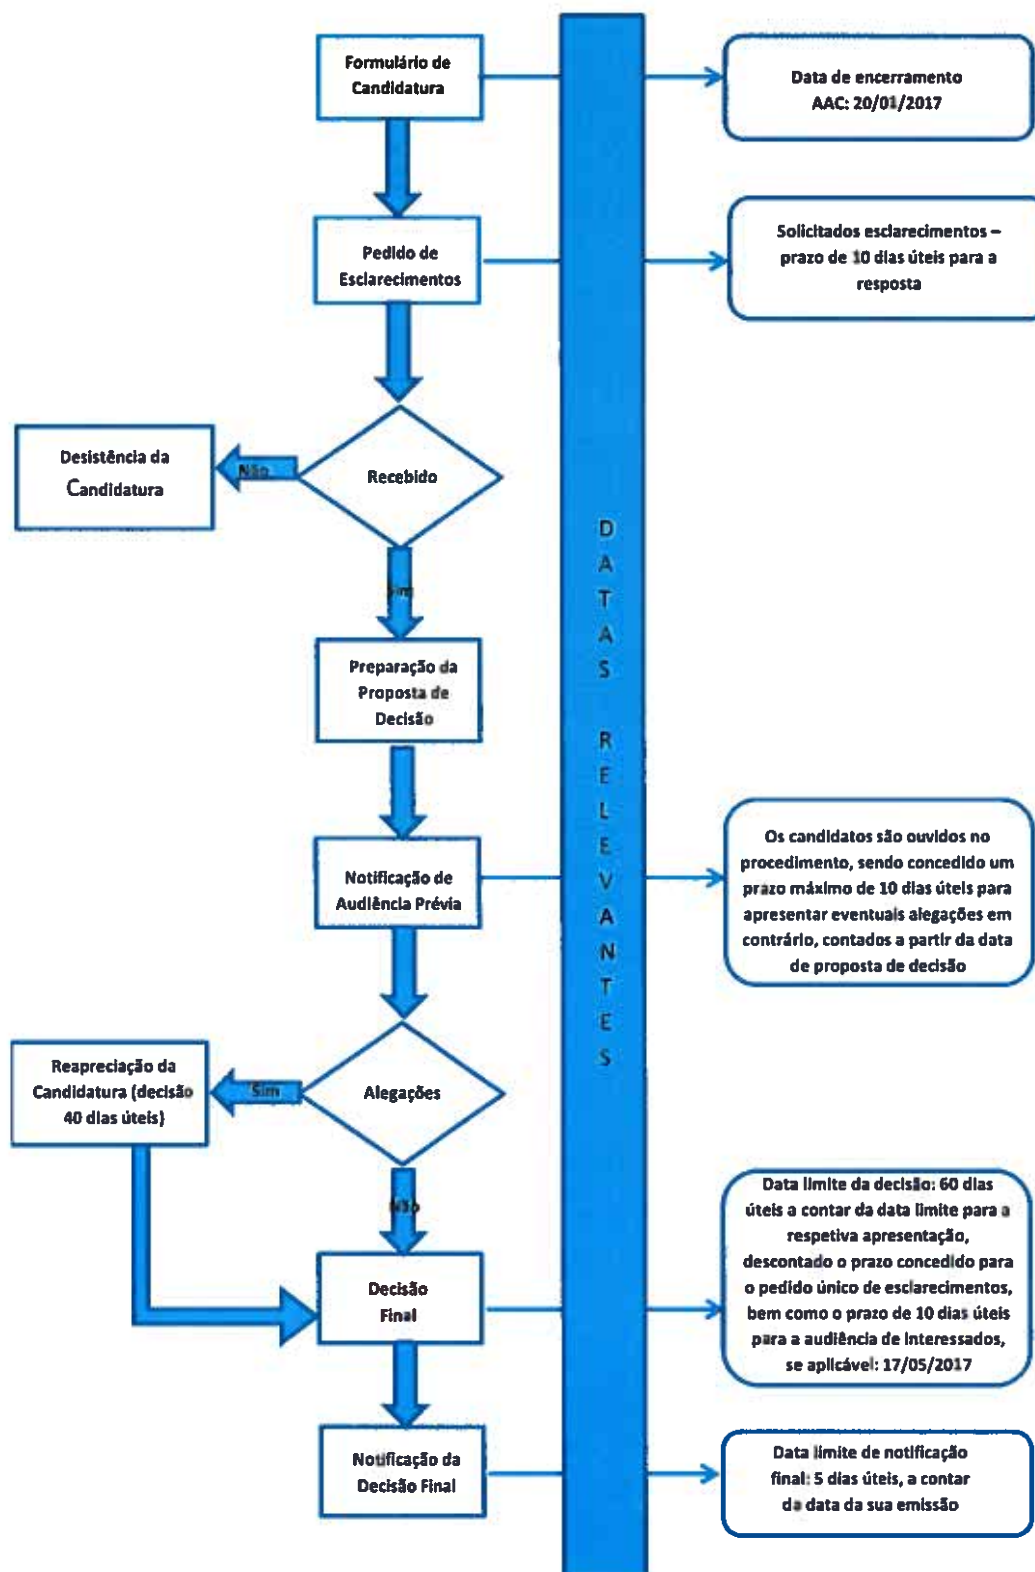 Formulário de
Candidatura
Data de encerramento
AAC: 20/01/2017
Pedido de
Esclarecimentos
Solicitados esclarecimentos –
prazo de 10 dias úteis para a
resposta
Desistência da
Candidatura
Não
Recebido
Sim
Preparação da
Proposta de
Decisão
DATAS RELEVANTES
Notificação de
Audiência Prévia
Os candidatos são ouvidos no
procedimento, sendo concedido um
prazo máximo de 10 dias úteis para
apresentar eventuais alegações em
contrário, contados a partir da data
de proposta de decisão
Reapreciação da
Candidatura (decisão
40 dias úteis)
Sim
Alegações
Não
Decisão
Final
Data limite da decisão: 60 dias
úteis a contar da data limite para a
respetiva apresentação,
descontado o prazo concedido para
o pedido único de esclarecimentos,
bem como o prazo de 10 dias úteis
para a audiência de interessados,
se aplicável: 17/05/2017
Notificação da
Decisão Final
Data limite de notificação
final: 5 dias úteis, a contar
da data da sua emissão